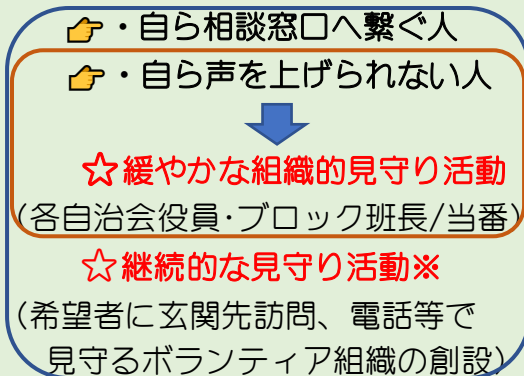 👉・自ら相談窓口へ繋ぐ人
👉・自ら声を上げられない人
☆緩やかな組織的見守り活動
(各自治会役員･ブロック班長/当番)
☆継続的な見守り活動※
(希望者に玄関先訪問、電話等で
見守るボランティア組織の創設)